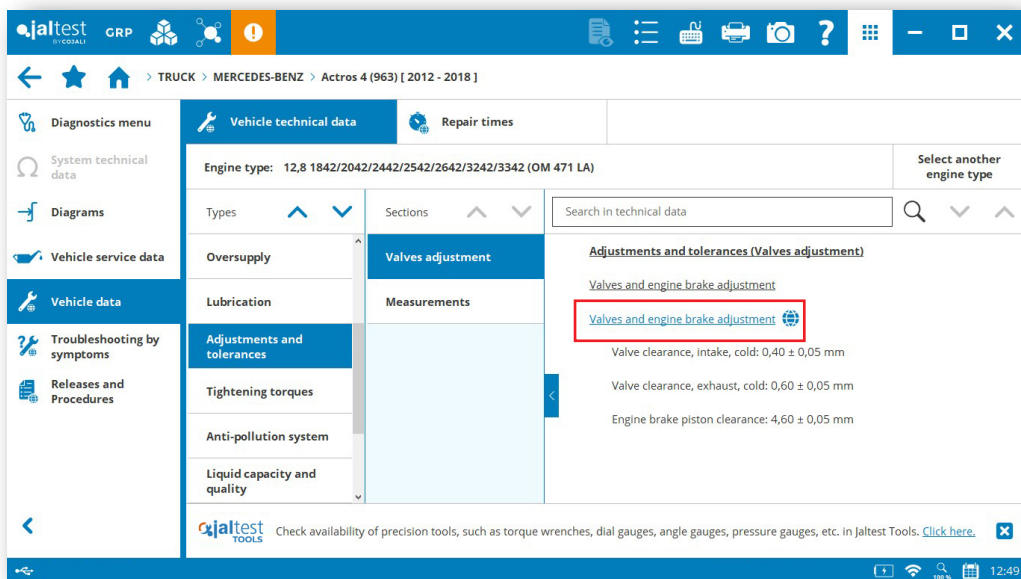 jaltest GRP
BY COJALI
> TRUCK > MERCEDES-BENZ > Actros 4 (963) [ 2012 - 2018 ]
Diagnostics menu
System technical
data
Diagrams
Vehicle service data
Vehicle data
Troubleshooting by
symptoms
Releases and
Procedures
Vehicle technical data
Repair times
Engine type: 12,8 1842/2042/2442/2542/2642/3242/3342 (OM 471 LA)
Select another
engine type
Types
Sections
Search in technical data
Oversupply
Lubrication
Adjustments and
tolerances
Tightening torques
Anti-pollution system
Liquid capacity and
quality
Valves adjustment
Measurements
Adjustments and tolerances (Valves adjustment)
Valves and engine brake adjustment
Valves and engine brake adjustment
Valve clearance, intake, cold: 0,40 ± 0,05 mm
Valve clearance, exhaust, cold: 0,60 ± 0,05 mm
Engine brake piston clearance: 4,60 ± 0,05 mm
jaltest
TOOLS
Check availability of precision tools, such as torque wrenches, dial gauges, angle gauges, pressure gauges, etc. in Jaltest Tools. Click here.
100 %
12:49